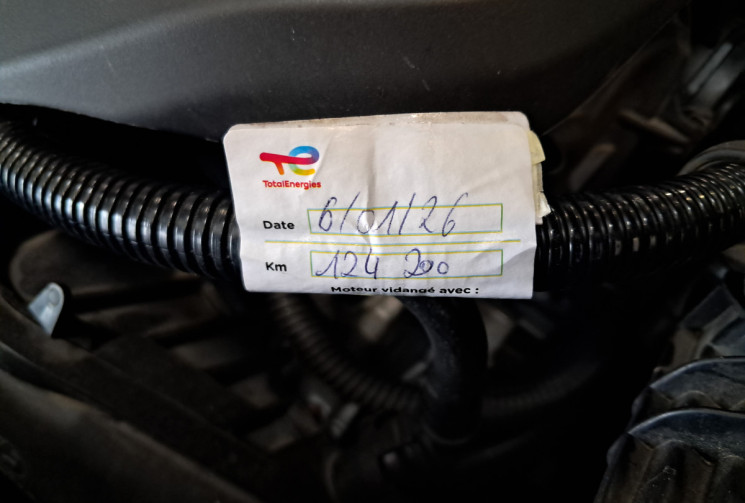 TotalEnergies
Date 6/01/26
Km 124 200
Moteur vidangé avec :